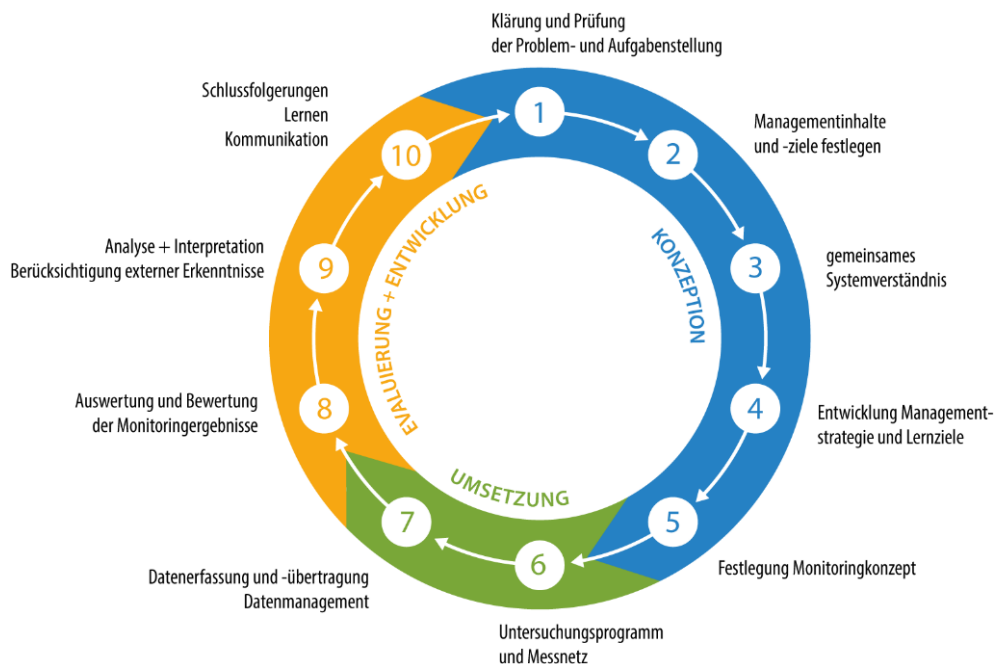 Klärung und Prüfung
der Problem- und Aufgabenstellung
1
Managementinhalte
und -ziele festlegen
2
gemeinsames
Systemverständnis
3
Entwicklung Management-
strategie und Lernziele
4
Festlegung Monitoringkonzept
5
Untersuchungsprogramm
und Messnetz
6
Datenerfassung und -übertragung
Datenmanagement
7
Auswertung und Bewertung
der Monitoringergebnisse
8
Analyse + Interpretation
Berücksichtigung externer Erkenntnisse
9
Schlussfolgerungen
Lernen
Kommunikation
10
KONZEPTION
UMSETZUNG
EVALUIERUNG + ENTWICKLUNG